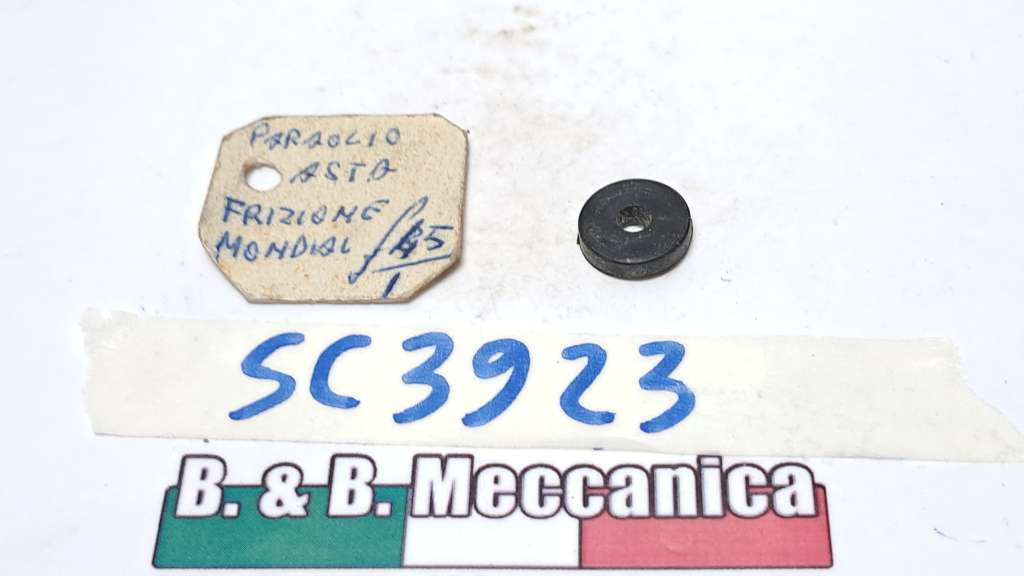 PARAOLIO
ASTA
FRIZIONE
MONDIAL
SC3923
B. & B. Meccanica